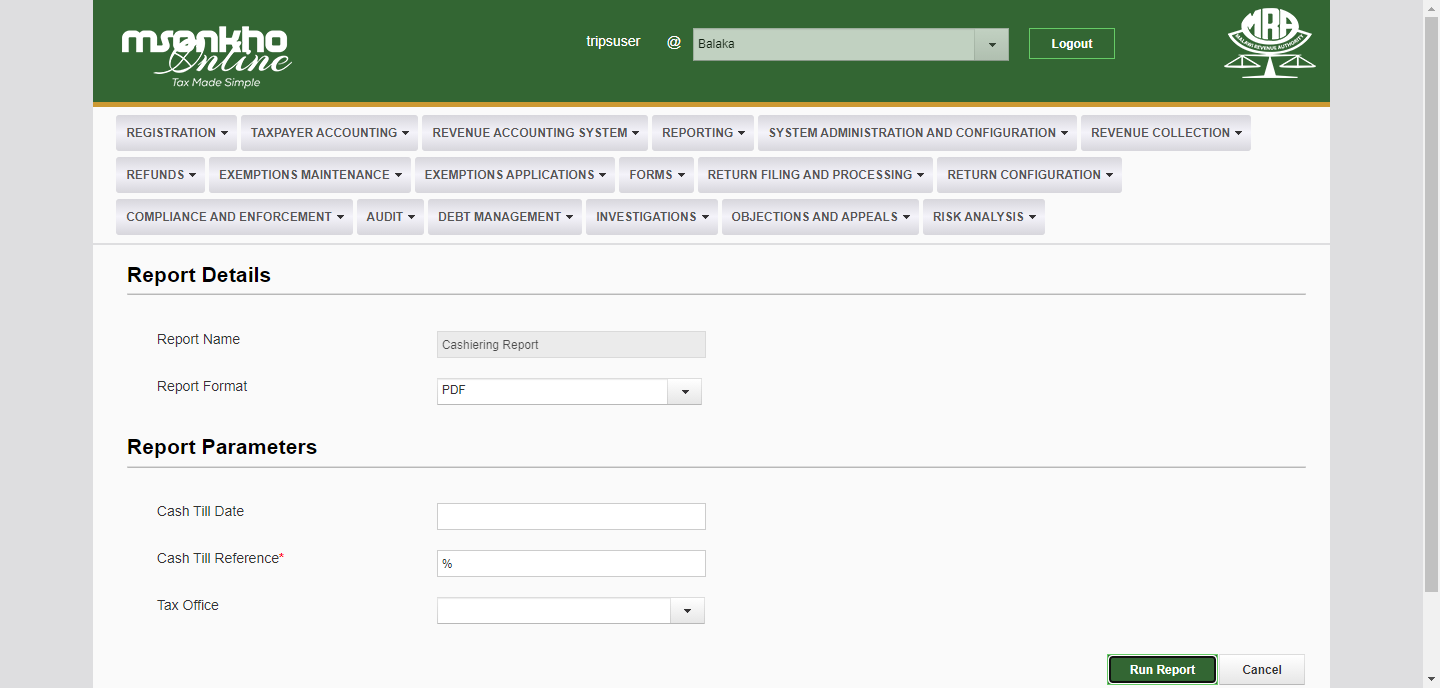 msonkho
Online
Tax Made Simple
tripsuser @ Balaka Logout
MRA
MALAWI REVENUE AUTHORITY
REGISTRATION TAXPAYER ACCOUNTING REVENUE ACCOUNTING SYSTEM REPORTING SYSTEM ADMINISTRATION AND CONFIGURATION REVENUE COLLECTION
REFUNDS EXEMPTIONS MAINTENANCE EXEMPTIONS APPLICATIONS FORMS RETURN FILING AND PROCESSING RETURN CONFIGURATION
COMPLIANCE AND ENFORCEMENT AUDIT DEBT MANAGEMENT INVESTIGATIONS OBJECTIONS AND APPEALS RISK ANALYSIS
Report Details
Report Name Cashiering Report
Report Format PDF
Report Parameters
Cash Till Date
Cash Till Reference* %
Tax Office
Run Report Cancel